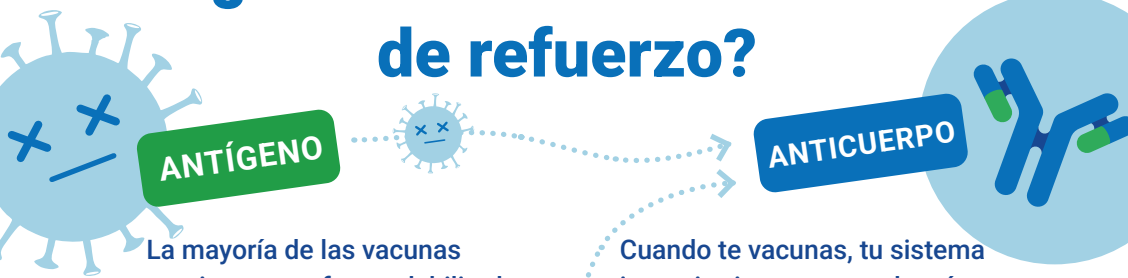 de refuerzo?
ANTÍGENO
ANTICUERPO
La mayoría de las vacunas
Cuando te vacunas, tu sistema